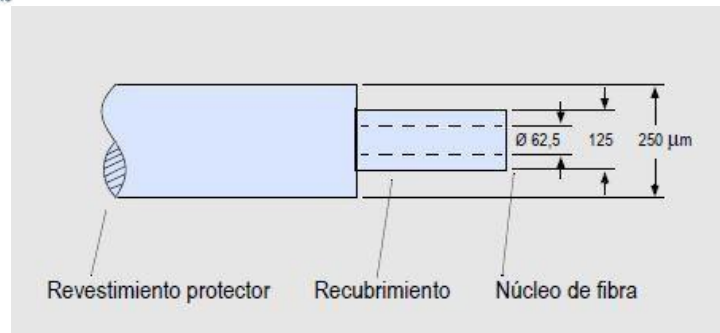 Ø 62,5 125 250 µm
Revestimiento protector Recubrimiento Núcleo de fibra